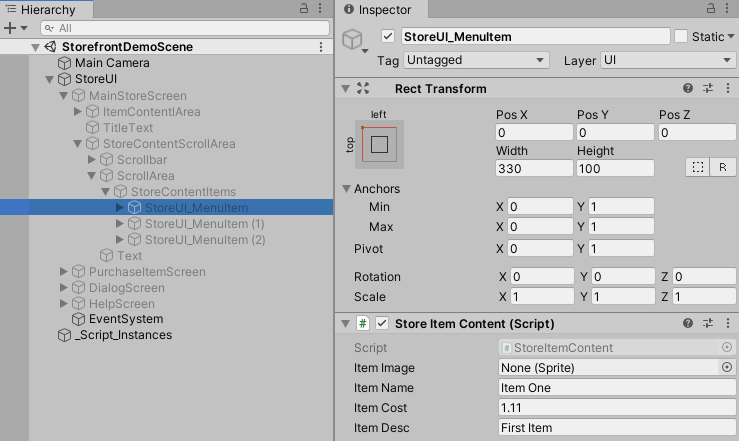 Hierarchy
All
StorefrontDemoScene
Main Camera
StoreUI
MainStoreScreen
ItemContentlArea
TitleText
StoreContentScrollArea
Scrollbar
ScrollArea
StoreContentItems
StoreUI_MenuItem
StoreUI_MenuItem (1)
StoreUI_MenuItem (2)
Text
PurchaseItemScreen
DialogScreen
HelpScreen
EventSystem
_Script_Instances
Inspector
StoreUI_MenuItem Static
Tag Untagged Layer UI
Rect Transform
left Pos X Pos Y Pos Z
top 0 0 0
Width Height
330 100 R
Anchors
Min X 0 Y 1
Max X 0 Y 1
Pivot X 0 Y 1
Rotation X 0 Y 0 Z 0
Scale X 1 Y 1 Z 1
# Store Item Content (Script)
Script # StoreItemContent
Item Image None (Sprite)
Item Name Item One
Item Cost 1.11
Item Desc First Item